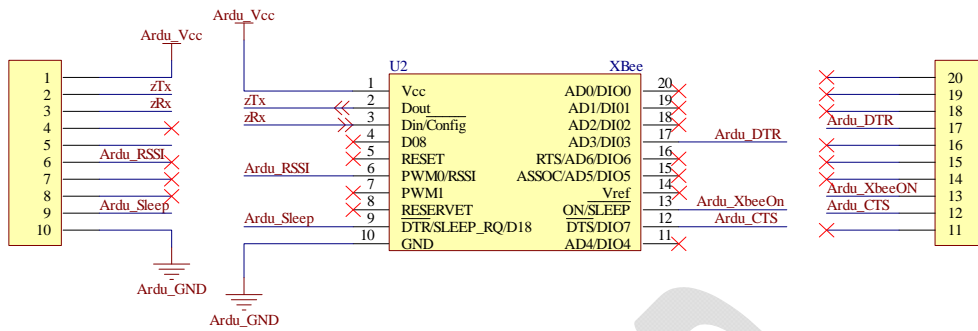 Ardu_Vcc
1
2 zTx
3 zRx
4
5
6 Ardu_RSSI
7
8
9 Ardu_Sleep
10
Ardu_GND
Ardu_Vcc
U2 XBee
1 Vcc AD0/DIO0 20
zTx 2 Dout AD1/DI01 19
zRx 3 Din/Config AD2/DI02 18
4 D08 AD3/DI03 17 Ardu_DTR
5 RESET RTS/AD6/DIO6 16
Ardu_RSSI 6 PWM0/RSSI ASSOC/AD5/DIO5 15
7 PWM1 Vref 14
8 RESERVET ON/SLEEP 13 Ardu_XbeeOn
Ardu_Sleep 9 DTR/SLEEP_RQ/D18 DTS/DIO7 12 Ardu_CTS
10 GND AD4/DIO4 11
Ardu_GND
20
19
18
Ardu_DTR 17
16
15
14
Ardu_XbeeON 13
Ardu_CTS 12
11